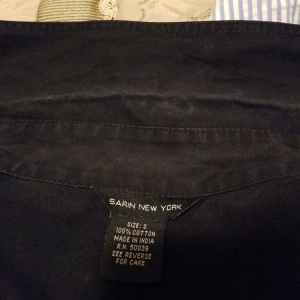 SARIN NEW YORK
SIZE: S
100% COTTON
MADE IN INDIA
R.N. 50039
SEE REVERSE
FOR CARE